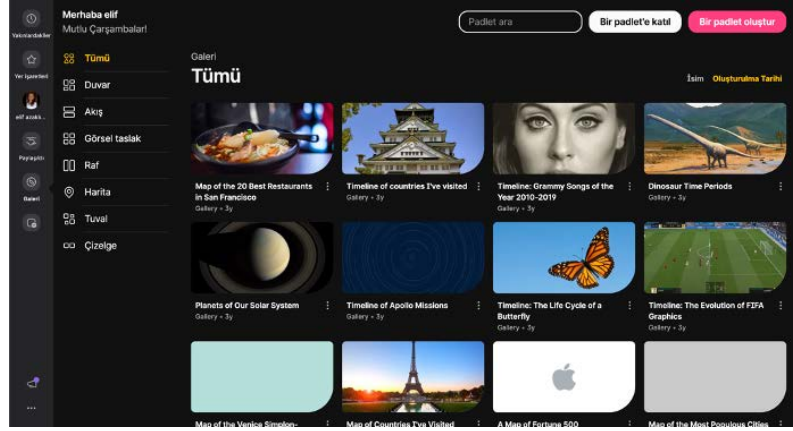 Merhaba elif
Mutlu Çarşambalar!
Padlet ara
Bir padlet'e katıl
Bir padlet oluştur
Yakınlardakiler
Yer işaretleri
elif azaklı...
Paylaşıldı
Galeri
Tümü
Duvar
Akış
Görsel taslak
Raf
Harita
Tuval
Çizelge
Galeri
Tümü
İsim Oluşturulma Tarihi
Map of the 20 Best Restaurants
in San Francisco
Gallery • 3y
Timeline of countries I've visited
Gallery • 3y
Timeline: Grammy Songs of the
Year 2010-2019
Gallery • 3y
Dinosaur Time Periods
Gallery • 3y
Planets of Our Solar System
Gallery • 3y
Timeline of Apollo Missions
Gallery • 3y
Timeline: The Life Cycle of a
Butterfly
Gallery • 3y
Timeline: The Evolution of FIFA
Graphics
Gallery • 3y
Map of the Venice Simplon-
Map of Countries I've Visited
A Map of Fortune 500
Map of the Most Populous Cities